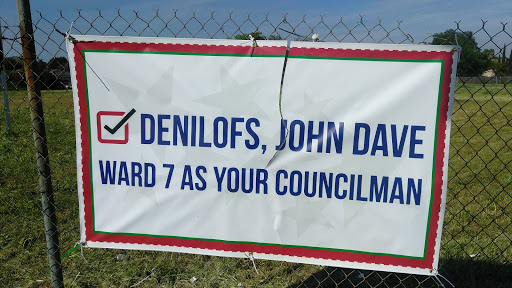 DENILOFS, JOHN DAVE
WARD 7 AS YOUR COUNCILMAN